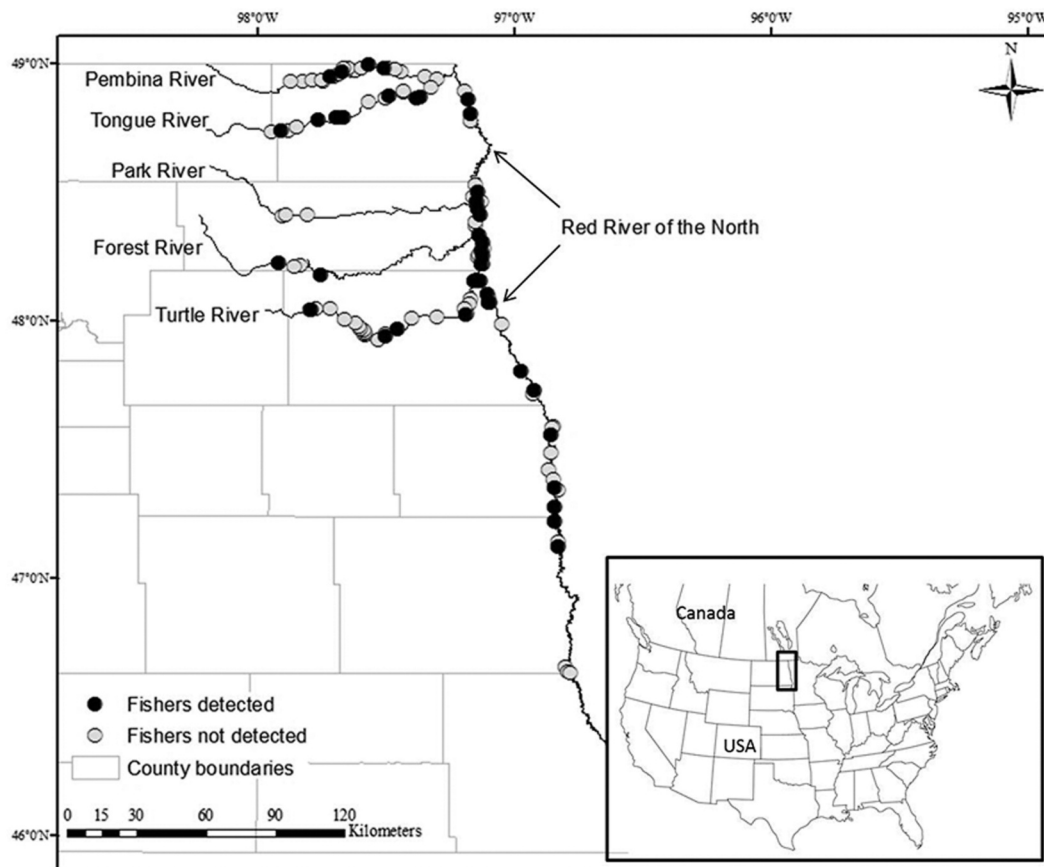 98°0'W
97°0'W
96°0'W
95°0'W
N
49°0'N
Pembina River
Tongue River
Park River
Red River of the North
Forest River
Turtle River
48°0'N
47°0'N
Canada
USA
Fishers detected
Fishers not detected
County boundaries
0 15 30 60 90 120
Kilometers
46°0'N